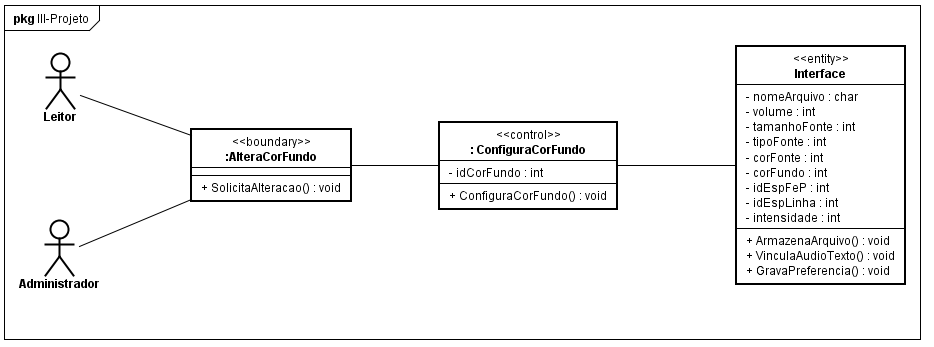 pkg III-Projeto
Leitor
Administrador
<<boundary>>
:AlteraCorFundo
+ SolicitaAlteracao() : void
<<control>>
: ConfiguraCorFundo
- idCorFundo : int
+ ConfiguraCorFundo() : void
<<entity>>
Interface
- nomeArquivo : char
- volume : int
- tamanhoFonte : int
- tipoFonte : int
- corFonte : int
- corFundo : int
- idEspFeP : int
- idEspLinha : int
- intensidade : int
+ ArmazenaArquivo() : void
+ VinculaAudioTexto() : void
+ GravaPreferencia() : void